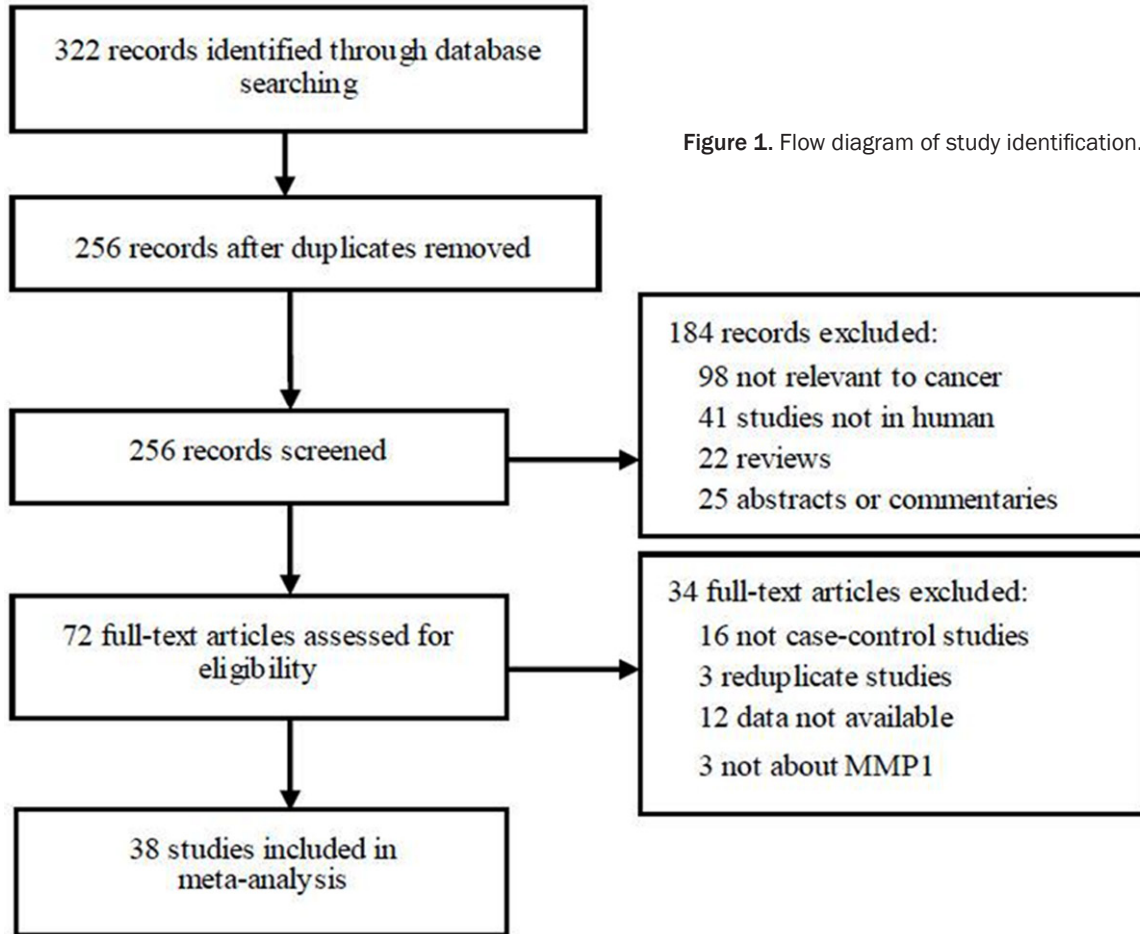 322 records identified through database
searching
Figure 1. Flow diagram of study identification.
256 records after duplicates removed
184 records excluded:
98 not relevant to cancer
41 studies not in human
22 reviews
25 abstracts or commentaries
256 records screened
34 full-text articles excluded:
16 not case-control studies
3 reduplicate studies
12 data not available
3 not about MMP1
72 full-text articles assessed for
eligibility
38 studies included in
meta-analysis